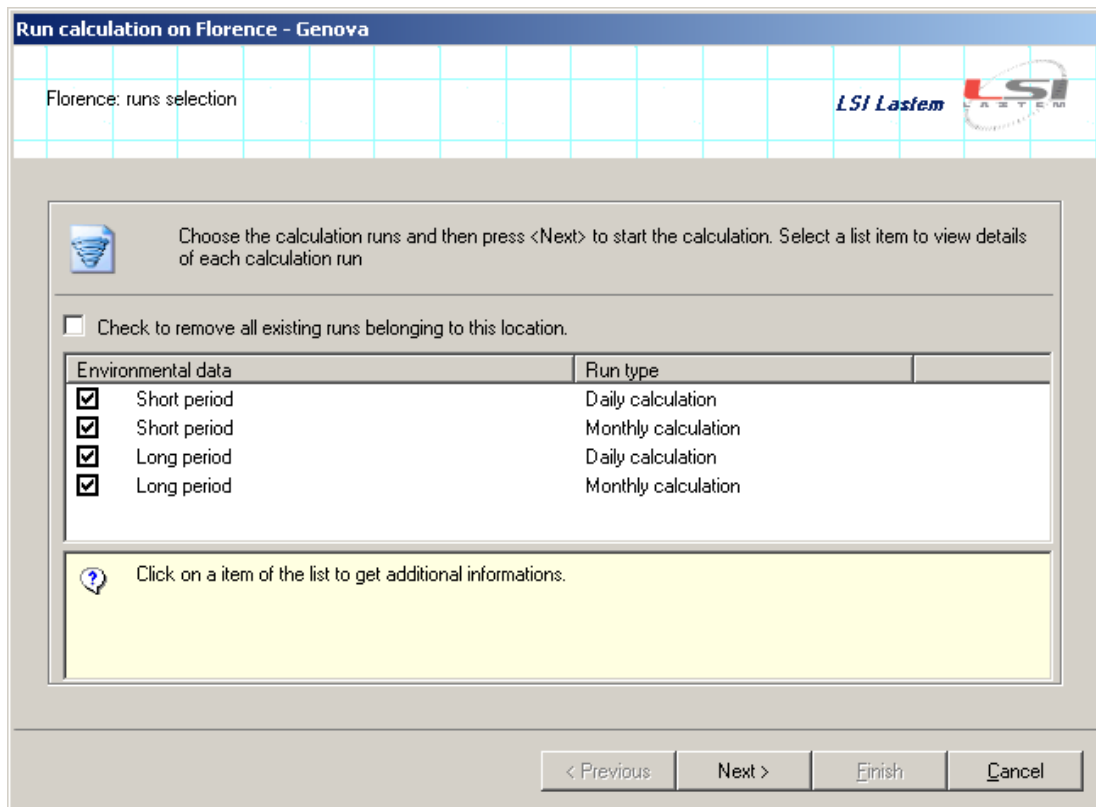 Run calculation on Florence - Genova
Florence: runs selection
LSI Lastem
LSI
LASTEM
Choose the calculation runs and then press <Next> to start the calculation. Select a list item to view details
of each calculation run
Check to remove all existing runs belonging to this location.
Environmental data Run type
Short period Daily calculation
Short period Monthly calculation
Long period Daily calculation
Long period Monthly calculation
Click on a item of the list to get additional informations.
< Previous Next > Finish Cancel